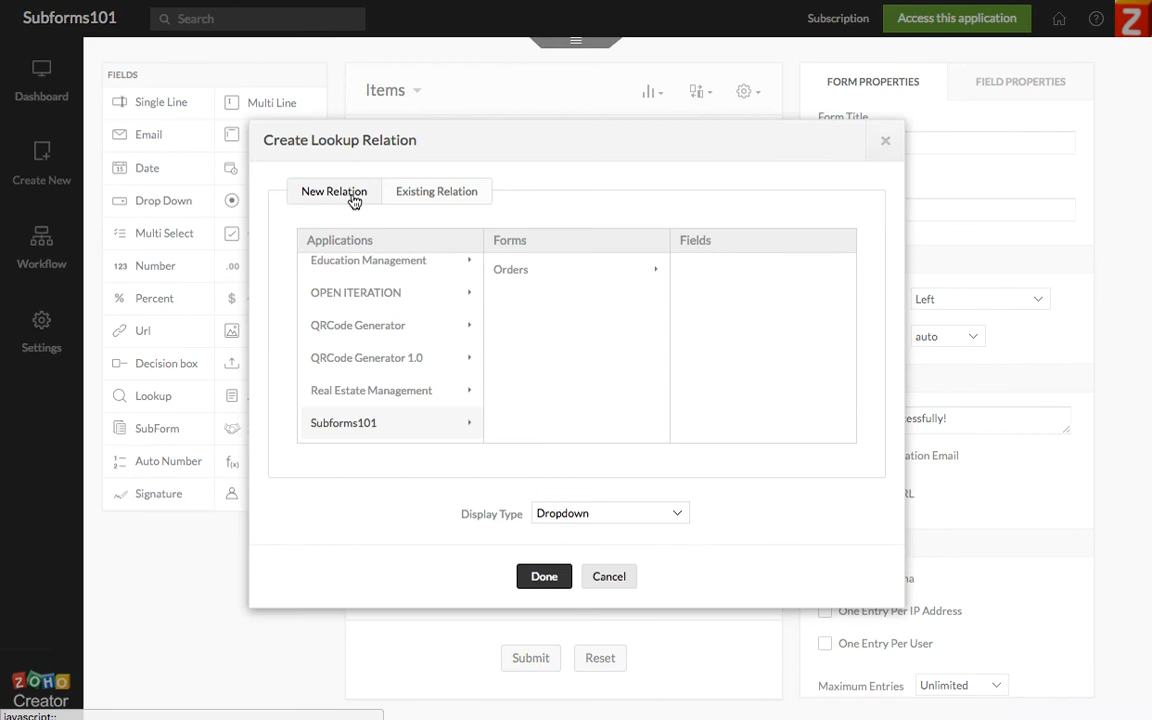 Subforms101
Search
Subscription
Access this application
Dashboard
Create New
Workflow
Settings
ZOHO
Creator
javascript:;
FIELDS
Single Line
Multi Line
Email
Date
Drop Down
Multi Select
123 Number
.00
% Percent
$
Url
Decision box
Lookup
SubForm
Auto Number
f(x)
Signature
Items
Create Lookup Relation
New Relation
Existing Relation
Applications
Forms
Fields
Education Management
Orders
OPEN ITERATION
QRCode Generator
QRCode Generator 1.0
Real Estate Management
Subforms101
Display Type
Dropdown
Done
Cancel
Submit
Reset
FORM PROPERTIES
FIELD PROPERTIES
Form Title
Left
auto
essfully!
ation Email
RL
na
One Entry Per IP Address
One Entry Per User
Maximum Entries
Unlimited